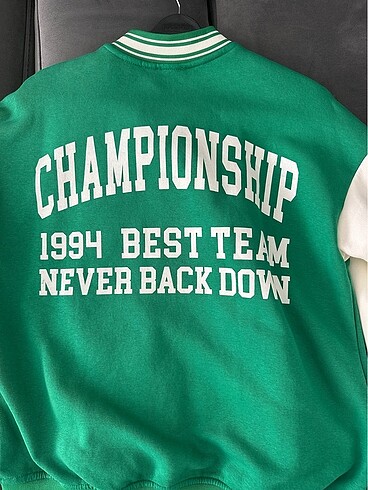 CHAMPIONSHIP
1994 BEST TEAM
NEVER BACK DOWN